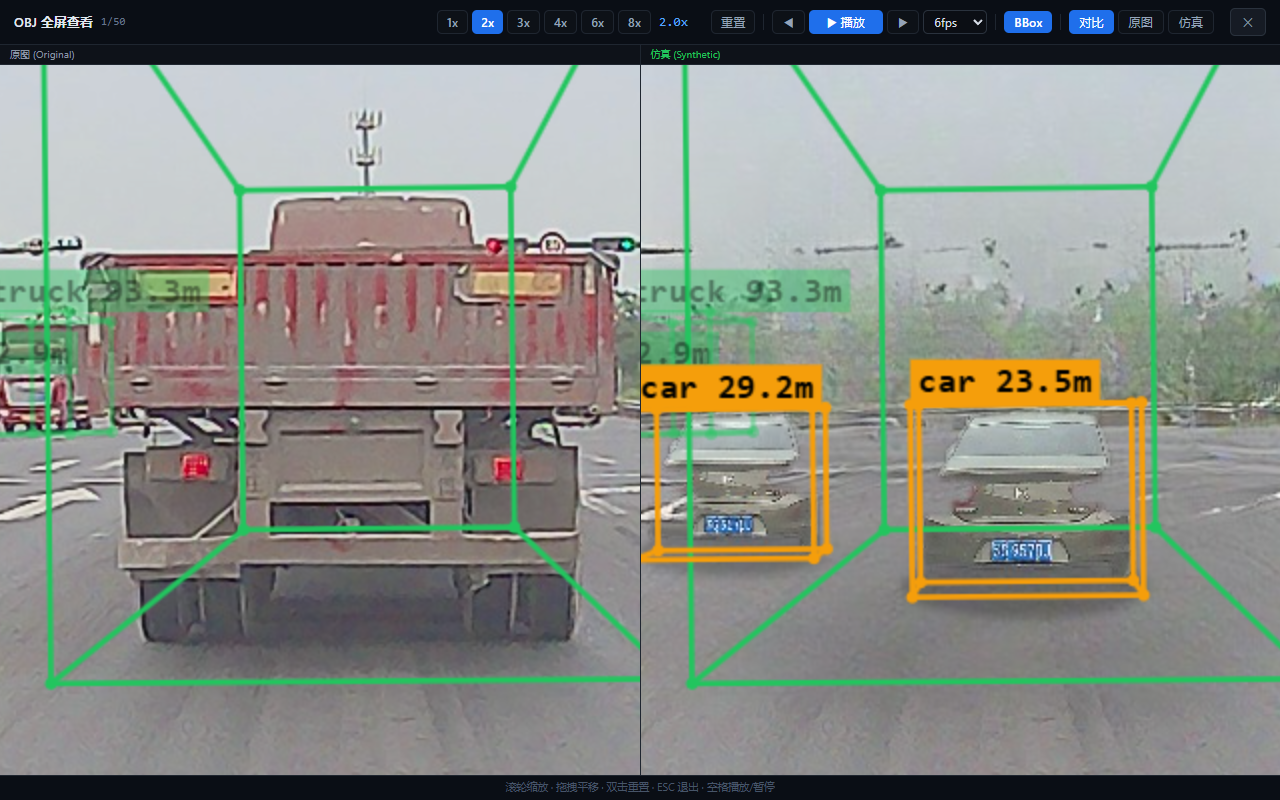 OBJ 全屏查看 1/50
1x 2x 3x 4x 6x 8x 2.0x 重置 ◀ ▶ 播放 ▶ 6fps BBox 对比 原图 仿真 ×
原图 (Original)
仿真 (Synthetic)
truck 93.3m
2.9m
truck 93.3m
2.9m
car 29.2m
car 23.5m
滚轮缩放 · 拖拽平移 · 双击重置 · ESC 退出 · 空格播放/暂停